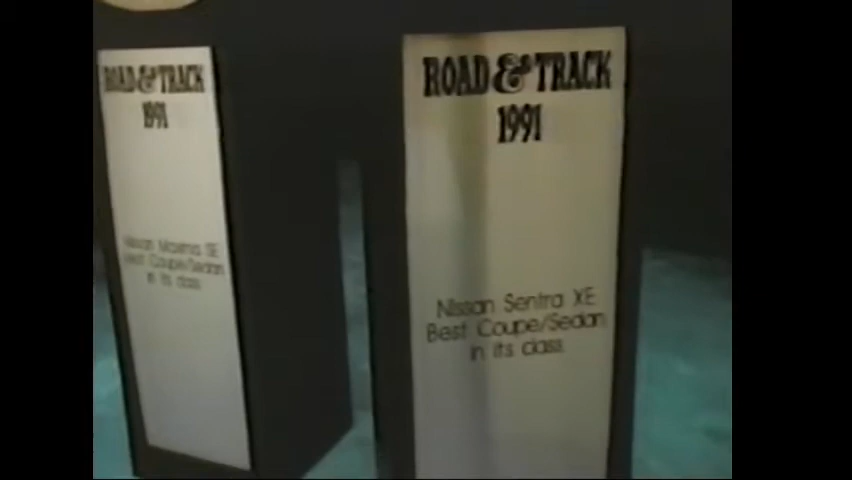 ROAD & TRACK
1991
Nissan Maxima SE
Best Coupe/Sedan
in its class
ROAD & TRACK
1991
Nissan Sentra XE
Best Coupe/Sedan
in its class